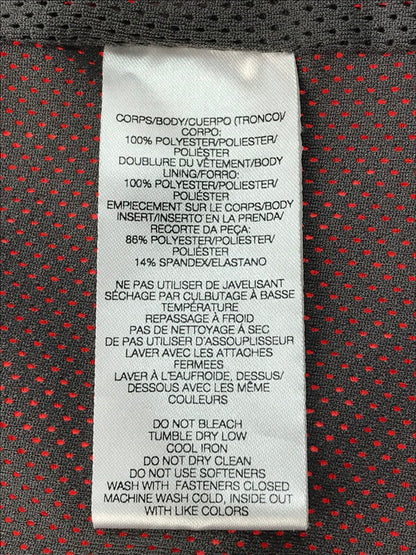 CORPS/BODY/CUERPO (TRONCO)/
CORPO:
100% POLYESTER/POLIESTER/
POLIÉSTER
DOUBLURE DU VÊTEMENT/BODY
LINING/FORRO:
100% POLYESTER/POLIESTER/
POLIÉSTER
EMPIECEMENT SUR LE CORPS/BODY
INSERT/INSERTO EN LA PRENDA/
RECORTE DA PEÇA:
86% POLYESTER/POLIESTER/
POLIÉSTER
14% SPANDEX/ELASTANO
NE PAS UTILISER DE JAVELISANT
SÉCHAGE PAR CULBUTAGE À BASSE
TEMPÉRATURE
REPASSAGE À FROID
PAS DE NETTOYAGE À SEC
DE PAS D'UTILISER D'ASSOUPLISSEUR
LAVER AVEC LES ATTACHES
FERMEES
LAVER À L'EAUFROIDE, DESSUS/
DESSOUS AVEC LES MÊME
COULEURS
DO NOT BLEACH
TUMBLE DRY LOW
COOL IRON
DO NOT DRY CLEAN
DO NOT USE SOFTENERS
WASH WITH FASTENERS CLOSED
MACHINE WASH COLD, INSIDE OUT
WITH LIKE COLORS